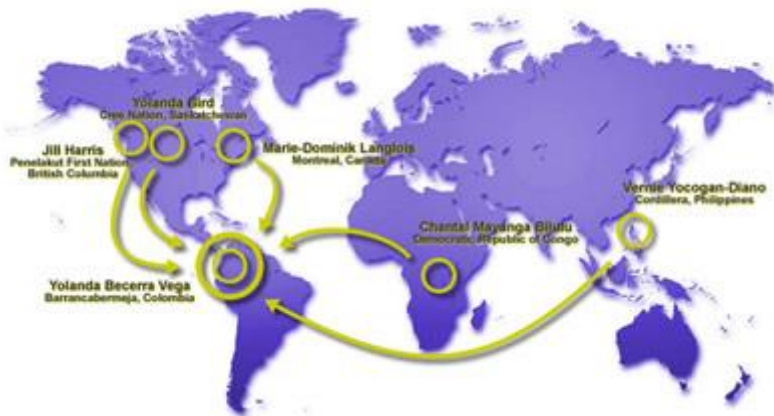 Yolanda Bird
Cree Nation, Saskatchewan
Jill Harris
Penelakut First Nation
British Columbia
Marie-Dominik Langlois
Montreal, Canada
Vernie Yocogan-Diano
Cordillera, Philippines
Chantal Mayanga Bilulu
Democratic Republic of Congo
Yolanda Becerra Vega
Barrancabermeja, Colombia